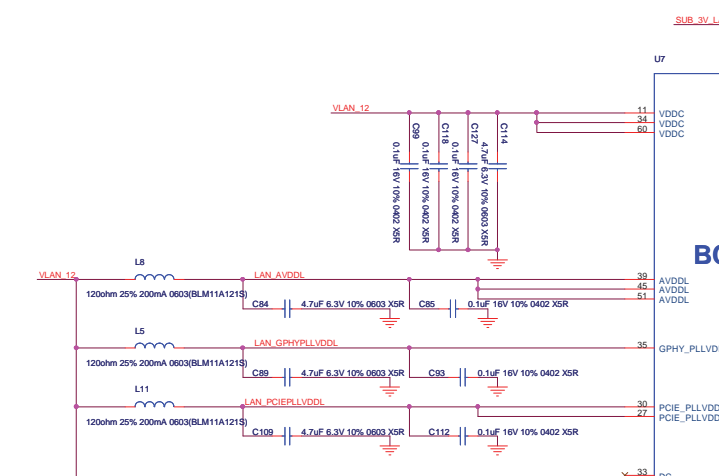 SUB_3V_L
U7
VLAN_12
11 VDDC
34 VDDC
60 VDDC
C99
0.1uF 16V 10% 0402 X5R
C118
0.1uF 16V 10% 0402 X5R
C127
0.1uF 16V 10% 0402 X5R
C114
4.7uF 6.3V 10% 0603 X5R
BC
VLAN_12
L8
120ohm 25% 200mA 0603(BLM11A121S)
LAN_AVDDL
39 AVDDL
45 AVDDL
51 AVDDL
C84 4.7uF 6.3V 10% 0603 X5R
C85 0.1uF 16V 10% 0402 X5R
L5
120ohm 25% 200mA 0603(BLM11A121S)
LAN_GPHYPLLVDDL
35 GPHY_PLLVD
C89 4.7uF 6.3V 10% 0603 X5R
C93 0.1uF 16V 10% 0402 X5R
L11
120ohm 25% 200mA 0603(BLM11A121S)
LAN_PCIEPLLVDDL
30 PCIE_PLLVDD
27 PCIE_PLLVDD
C109 4.7uF 6.3V 10% 0603 X5R
C112 0.1uF 16V 10% 0402 X5R
33